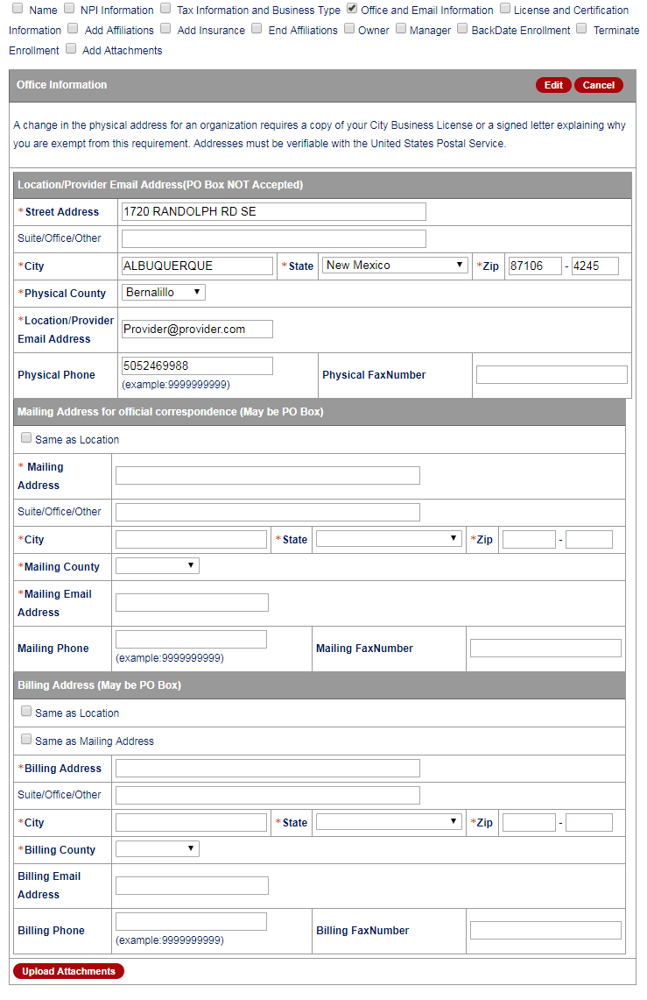 Name NPI Information Tax Information and Business Type Office and Email Information License and Certification
Information Add Affiliations Add Insurance End Affiliations Owner Manager BackDate Enrollment Terminate
Enrollment Add Attachments
Office Information Edit Cancel
A change in the physical address for an organization requires a copy of your City Business License or a signed letter explaining why
you are exempt from this requirement. Addresses must be verifiable with the United States Postal Service.
Location/Provider Email Address(PO Box NOT Accepted)
*Street Address 1720 RANDOLPH RD SE
Suite/Office/Other
*City ALBUQUERQUE *State New Mexico *Zip 87106 - 4245
*Physical County Bernalillo
*Location/Provider
Email Address Provider@provider.com
Physical Phone 5052469988 Physical FaxNumber
(example:9999999999)
Mailing Address for official correspondence (May be PO Box)
Same as Location
* Mailing
Address
Suite/Office/Other
*City *State *Zip -
*Mailing County
*Mailing Email
Address
Mailing Phone Mailing FaxNumber
(example:9999999999)
Billing Address (May be PO Box)
Same as Location
Same as Mailing Address
*Billing Address
Suite/Office/Other
*City *State *Zip -
*Billing County
Billing Email
Address
Billing Phone Billing FaxNumber
(example:9999999999)
Upload Attachments